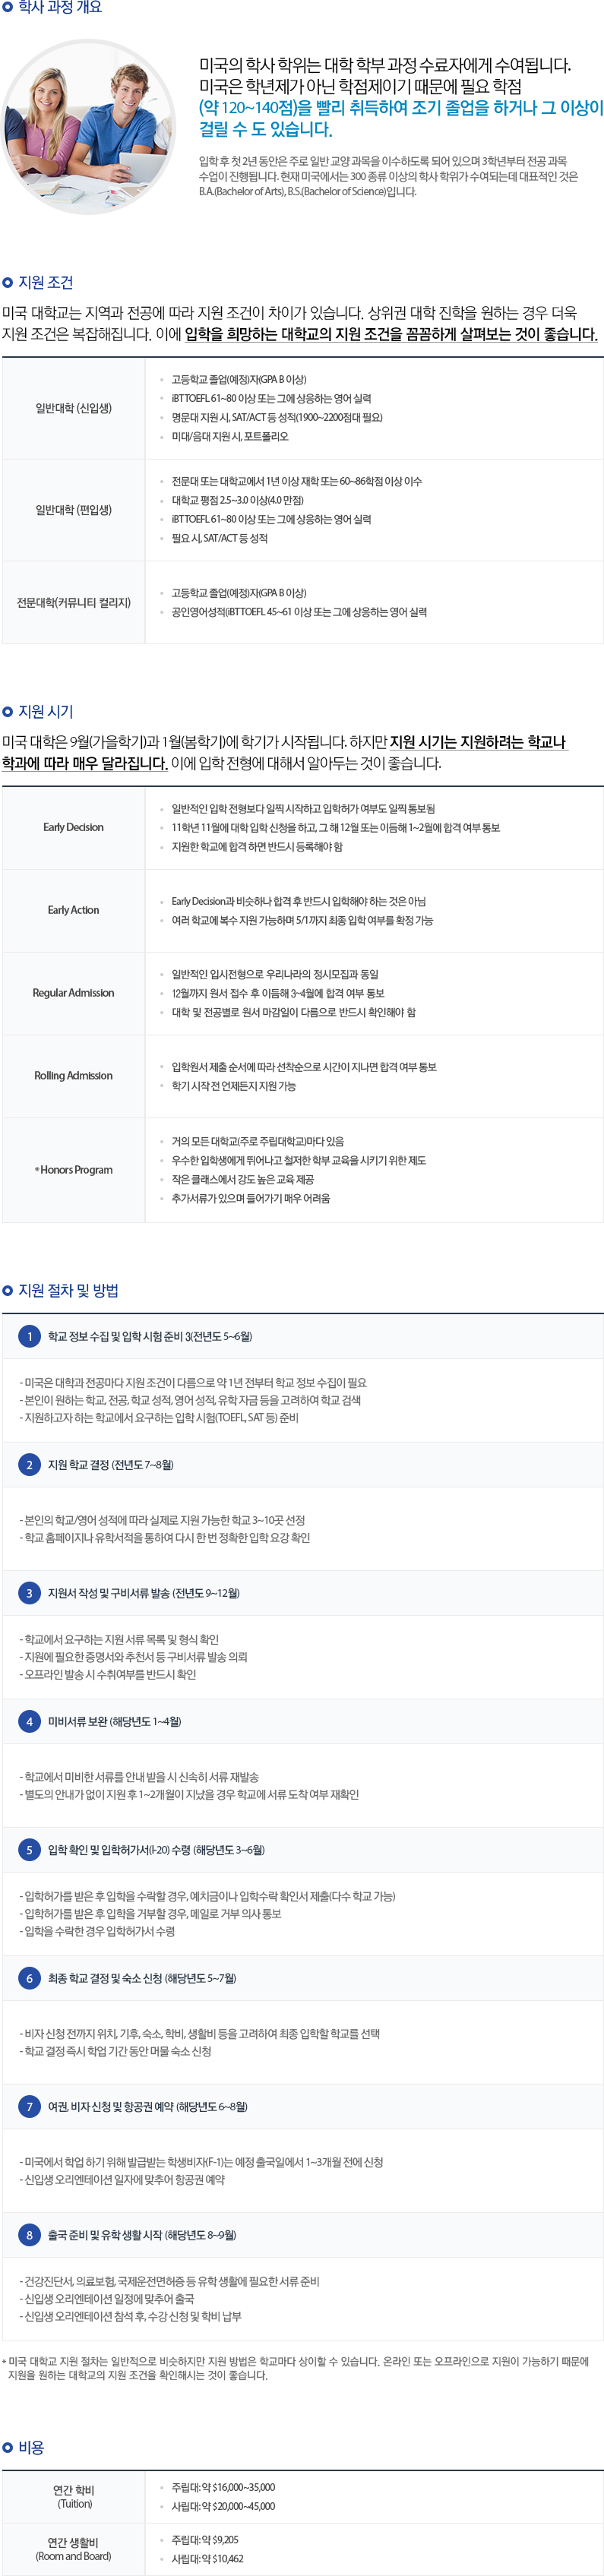 학사 과정 개요
미국의 학사 학위는 대학 학부 과정 수료자에게 수여됩니다.
미국은 학년제가 아닌 학점제이기 때문에 필요 학점
(약 120~140점)을 빨리 취득하여 조기 졸업을 하거나 그 이상이
걸릴 수 도 있습니다.
입학 후 첫 2년 동안은 주로 일반 교양 과목을 이수하도록 되어 있으며 3학년부터 전공 과목
수업이 진행됩니다. 현재 미국에서는 300 종류 이상의 학사 학위가 수여되는데 대표적인 것은
B.A.(Bachelor of Arts), B.S.(Bachelor of Science)입니다.
지원 조건
미국 대학교는 지역과 전공에 따라 지원 조건이 차이가 있습니다. 상위권 대학 진학을 원하는 경우 더욱
지원 조건은 복잡해집니다. 이에 입학을 희망하는 대학교의 지원 조건을 꼼꼼하게 살펴보는 것이 좋습니다.
일반대학 (신입생)
고등학교 졸업(예정)자(GPA B 이상)
iBT TOEFL 61~80 이상 또는 그에 상응하는 영어 실력
명문대 지원 시, SAT/ACT 등 성적(1900~2200점대 필요)
미대/음대 지원 시, 포트폴리오
일반대학 (편입생)
전문대 또는 대학교에서 1년 이상 재학 또는 60~86학점 이상 이수
대학교 평점 2.5~3.0 이상(4.0 만점)
iBT TOEFL 61~80 이상 또는 그에 상응하는 영어 실력
필요 시, SAT/ACT 등 성적
전문대학(커뮤니티 컬리지)
고등학교 졸업(예정)자(GPA B 이상)
공인영어성적(iBT TOEFL 45~61 이상 또는 그에 상응하는 영어 실력
지원 시기
미국 대학은 9월(가을학기)과 1월(봄학기)에 학기가 시작됩니다. 하지만 지원 시기는 지원하려는 학교나
학과에 따라 매우 달라집니다. 이에 입학 전형에 대해서 알아두는 것이 좋습니다.
Early Decision
일반적인 입학 전형보다 일찍 시작하고 입학허가 여부도 일찍 통보됨
11학년 11월에 대학 입학 신청을 하고, 그 해 12월 또는 이듬해 1~2월에 합격 여부 통보
지원한 학교에 합격 하면 반드시 등록해야 함
Early Action
Early Decision과 비슷하나 합격 후 반드시 입학해야 하는 것은 아님
여러 학교에 복수 지원 가능하며 5/1까지 최종 입학 여부를 확정 가능
Regular Admission
일반적인 입시전형으로 우리나라의 정시모집과 동일
12월까지 원서 접수 후 이듬해 3~4월에 합격 여부 통보
대학 및 전공별로 원서 마감일이 다름으로 반드시 확인해야 함
Rolling Admission
입학원서 제출 순서에 따라 선착순으로 시간이 지나면 합격 여부 통보
학기 시작 전 언제든지 지원 가능
* Honors Program
거의 모든 대학교(주로 주립대학교)마다 있음
우수한 입학생에게 뛰어나고 철저한 학부 교육을 시키기 위한 제도
작은 클래스에서 강도 높은 교육 제공
추가서류가 있으며 들어가기 매우 어려움
지원 절차 및 방법
1 학교 정보 수집 및 입학 시험 준비 3(전년도 5~6월)
- 미국은 대학과 전공마다 지원 조건이 다름으로 약 1년 전부터 학교 정보 수집이 필요
- 본인이 원하는 학교, 전공, 학교 성적, 영어 성적, 유학 자금 등을 고려하여 학교 검색
- 지원하고자 하는 학교에서 요구하는 입학 시험(TOEFL, SAT 등) 준비
2 지원 학교 결정 (전년도 7~8월)
- 본인의 학교/영어 성적에 따라 실제로 지원 가능한 학교 3~10곳 선정
- 학교 홈페이지나 유학서적을 통하여 다시 한 번 정확한 입학 요강 확인
3 지원서 작성 및 구비서류 발송 (전년도 9~12월)
- 학교에서 요구하는 지원 서류 목록 및 형식 확인
- 지원에 필요한 증명서와 추천서 등 구비서류 발송 의뢰
- 오프라인 발송 시 수취여부를 반드시 확인
4 미비서류 보완 (해당년도 1~4월)
- 학교에서 미비한 서류를 안내 받을 시 신속히 서류 재발송
- 별도의 안내가 없이 지원 후 1~2개월이 지났을 경우 학교에 서류 도착 여부 재확인
5 입학 확인 및 입학허가서(I-20) 수령 (해당년도 3~6월)
- 입학허가를 받은 후 입학을 수락할 경우, 예치금이나 입학수락 확인서 제출(다수 학교 가능)
- 입학허가를 받은 후 입학을 거부할 경우, 메일로 거부 의사 통보
- 입학을 수락한 경우 입학허가서 수령
6 최종 학교 결정 및 숙소 신청 (해당년도 5~7월)
- 비자 신청 전까지 위치, 기후, 숙소, 학비, 생활비 등을 고려하여 최종 입학할 학교를 선택
- 학교 결정 즉시 학업 기간 동안 머물 숙소 신청
7 여권, 비자 신청 및 항공권 예약 (해당년도 6~8월)
- 미국에서 학업 하기 위해 발급받는 학생비자(F-1)는 예정 출국일에서 1~3개월 전에 신청
- 신입생 오리엔테이션 일자에 맞추어 항공권 예약
8 출국 준비 및 유학 생활 시작 (해당년도 8~9월)
- 건강진단서, 의료보험, 국제운전면허증 등 유학 생활에 필요한 서류 준비
- 신입생 오리엔테이션 일정에 맞추어 출국
- 신입생 오리엔테이션 참석 후, 수강 신청 및 학비 납부
* 미국 대학교 지원 절차는 일반적으로 비슷하지만 지원 방법은 학교마다 상이할 수 있습니다. 온라인 또는 오프라인으로 지원이 가능하기 때문에
지원을 원하는 대학교의 지원 조건을 확인해시는 것이 좋습니다.
비용
연간 학비
(Tuition)
주립대: 약 $16,000~35,000
사립대: 약 $20,000~45,000
연간 생활비
(Room and Board)
주립대: 약 $9,205
사립대: 약 $10,462